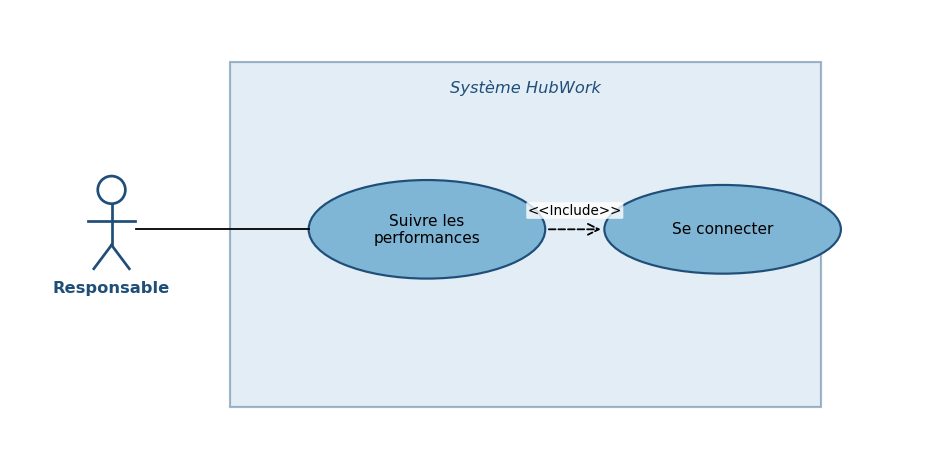 Système HubWork
Suivre les
performances
<<Include>>
Se connecter
Responsable